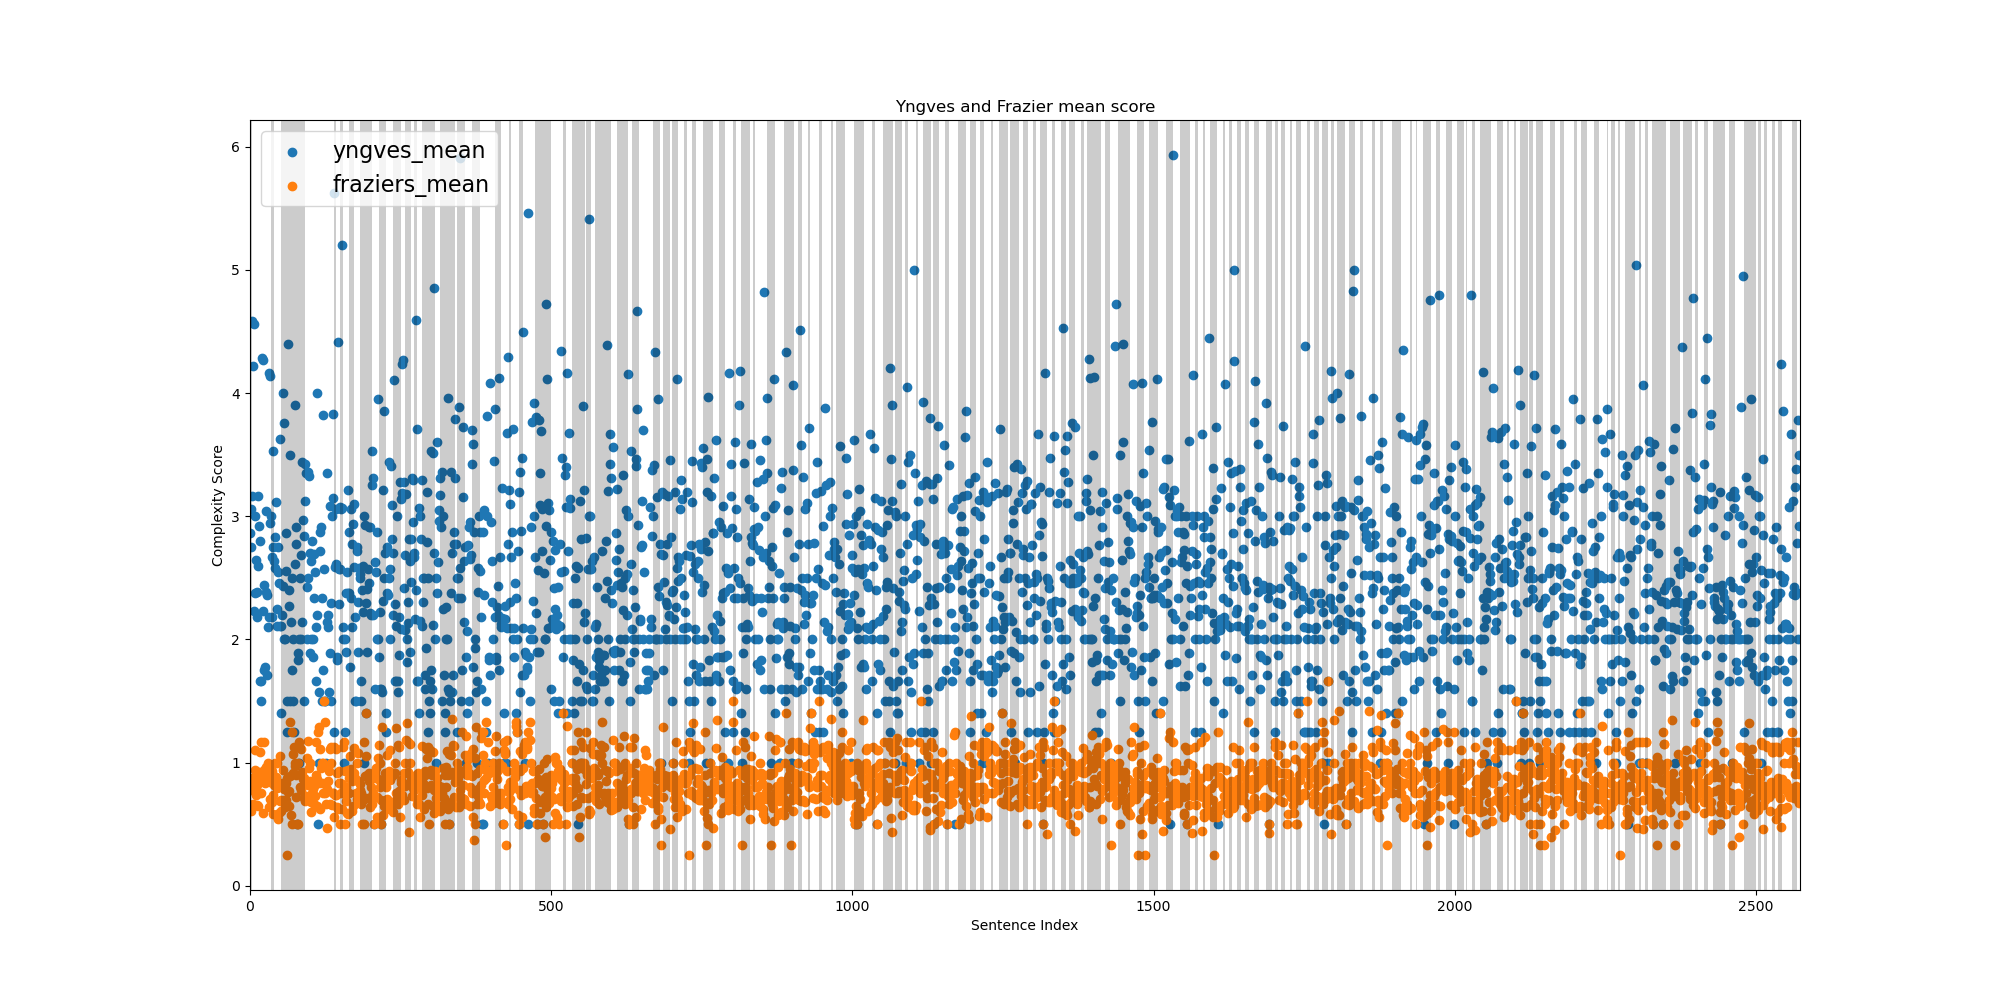 Yngves and Frazier mean score
yngves_mean
fraziers_mean
Complexity Score
6
5
4
3
2
1
0
0 500 1000 1500 2000 2500
Sentence Index